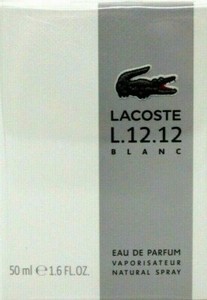 LACOSTE
L.12.12
BLANC
EAU DE PARFUM
VAPORISATEUR
NATURAL SPRAY
50 ml ℮ 1.6 FL.OZ.